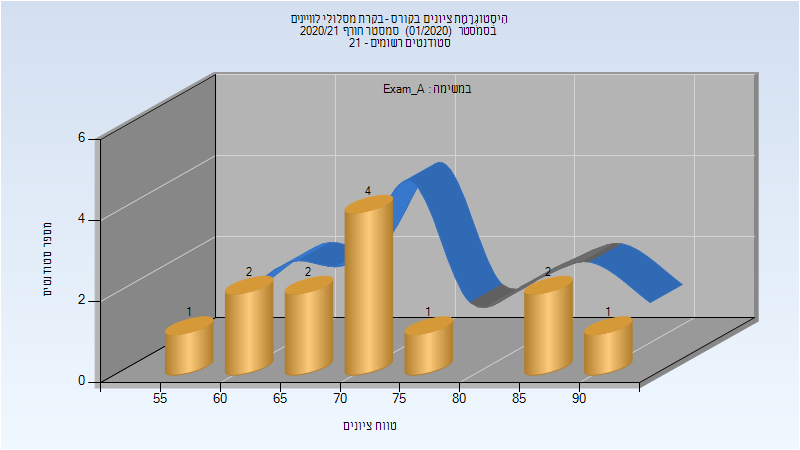 היסטוגרמת ציונים בקורס - בקרת מסלולי לוויינים
בסמסטר (01/2020) סמסטר חורף 2020/21
סטודנטים רשומים - 21
במשימה : Exam_A
מספר סטודנטים
6
4
2
0
1
2
2
4
1
2
1
55 60 65 70 75 80 85 90
טווח ציונים